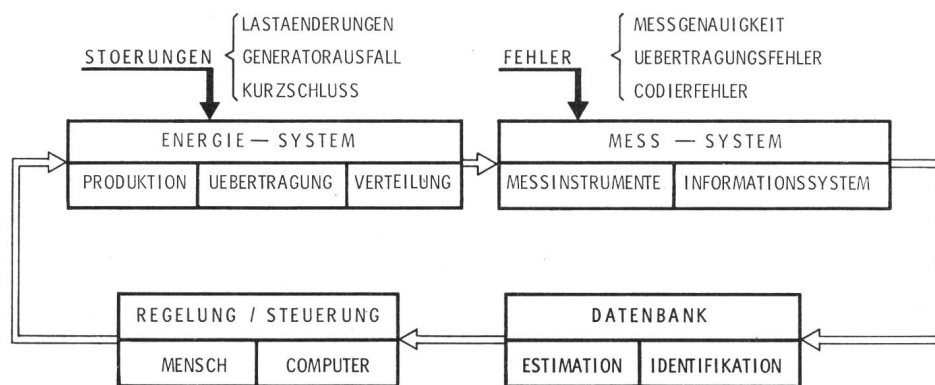 LASTAENDERUNGEN
STOERUNGEN GENERATORAUSFALL
KURZSCHLUSS
MESSGENAUIGKEIT
FEHLER UEBERTRAGUNGSFEHLER
CODIERFEHLER
ENERGIE — SYSTEM
PRODUKTION UEBERTRAGUNG VERTEILUNG
MESS — SYSTEM
MESSINSTRUMENTE INFORMATIONSSYSTEM
REGELUNG / STEUERUNG
MENSCH COMPUTER
DATENBANK
ESTIMATION IDENTIFIKATION